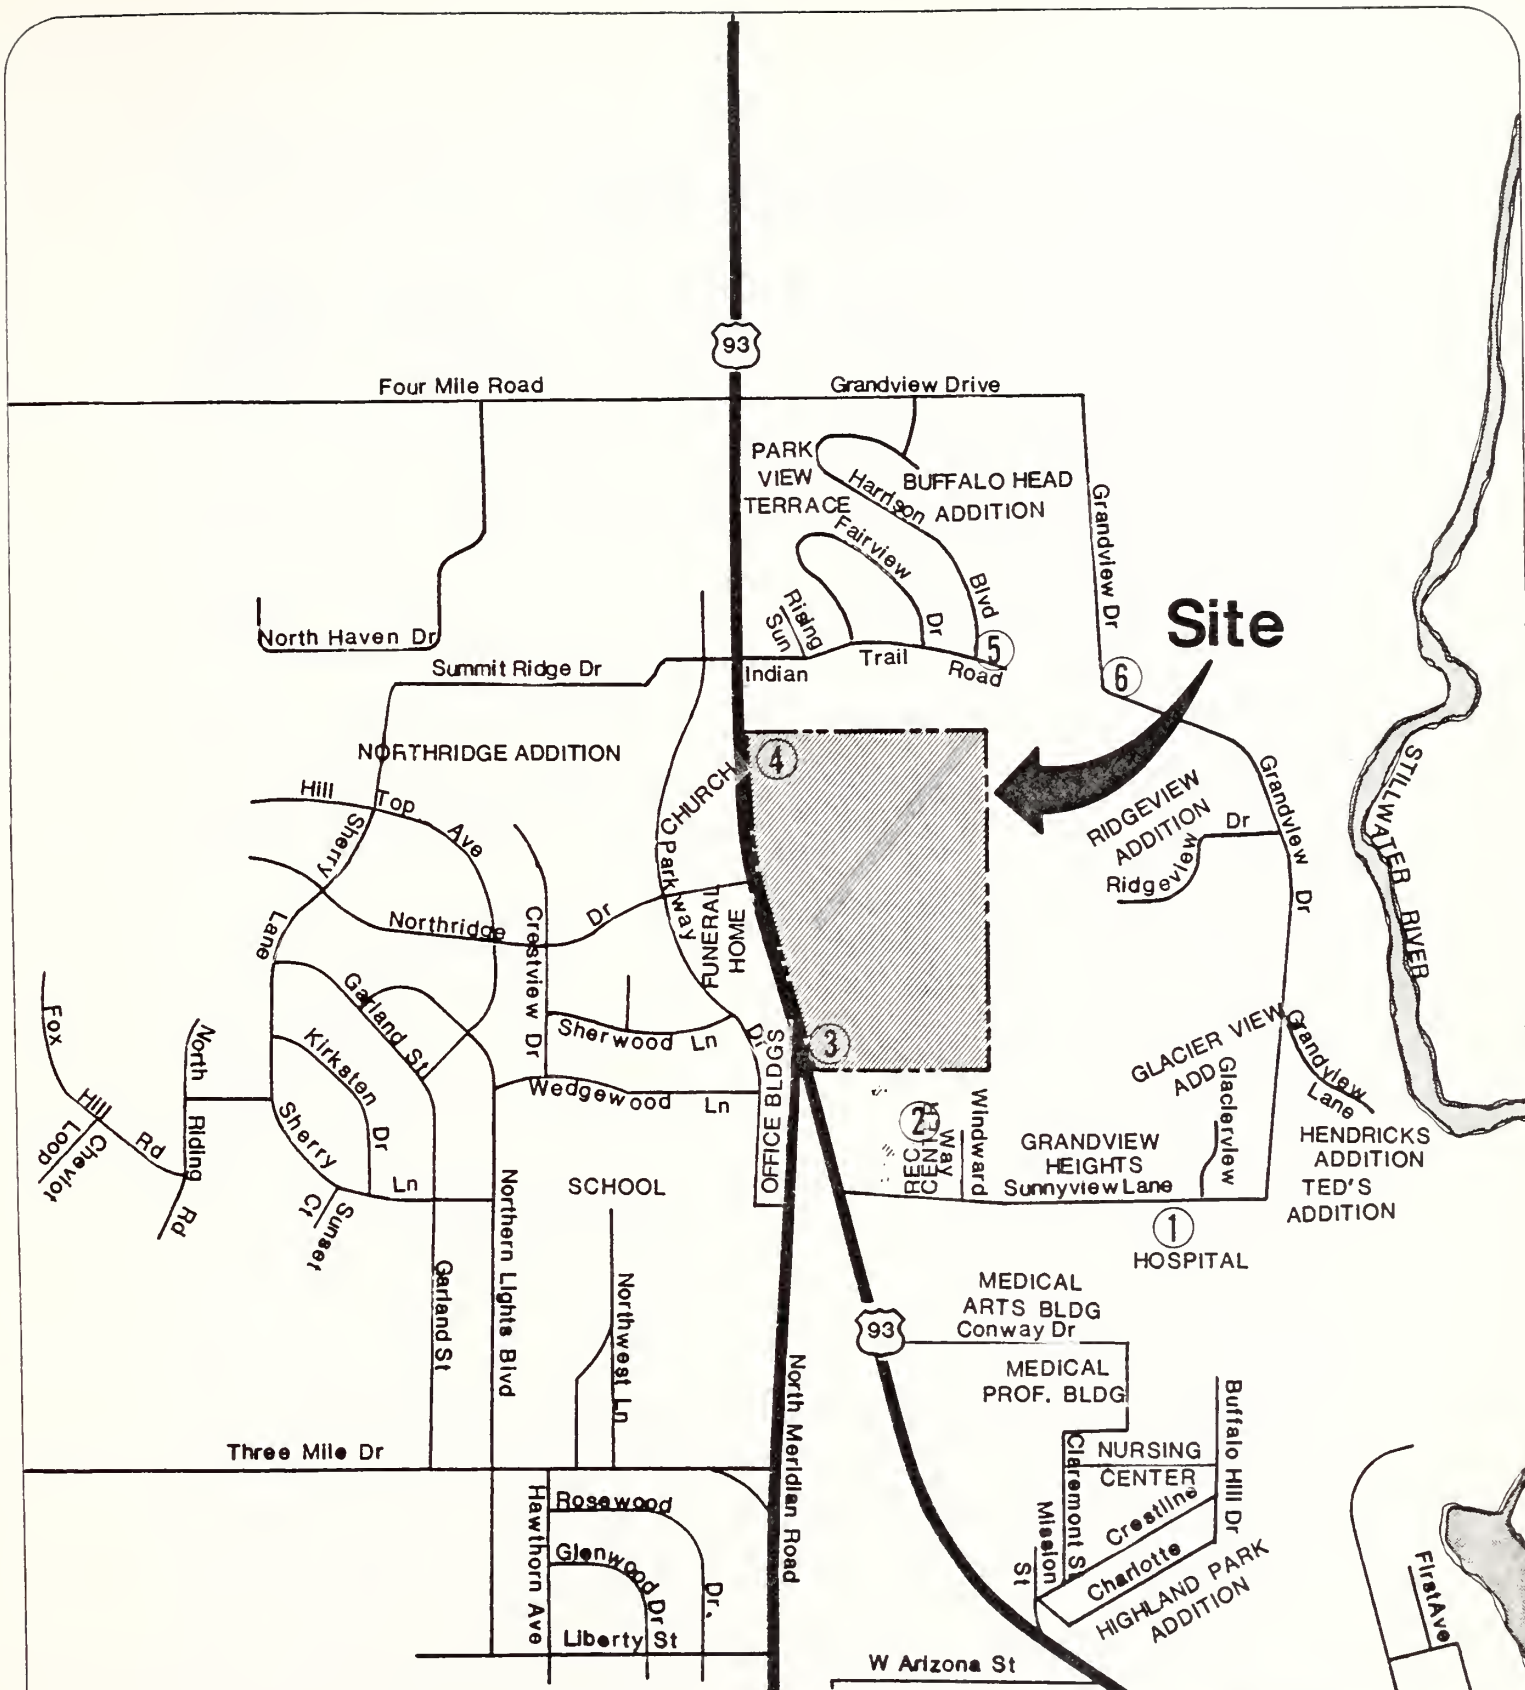 93
Four Mile Road
Grandview Drive
PARK
VIEW
TERRACE
BUFFALO HEAD
ADDITION
Harrison
Blvd
Fairview
Dr
Grandview Dr
Rising
Sun
Site
North Haven Dr
Summit Ridge Dr
Indian
Trail
Road
5
6
NORTHRIDGE ADDITION
CHURCH
4
Hill
Top
Ave
Sherry
Lane
Parkway
Dr
RIDGEVIEW
ADDITION
Ridgeview
Dr
Grandview
Dr
STILLWATER RIVER
Northridge
Dr
Crestview Dr
FUNERAL
HOME
Garland St
Fox
Hill
Rd
North
Riding
Rd
Kirksten
Dr
Sherwood Ln
3
GLACIER VIEW
ADD
Grandview
Lane
Wedgewood
Ln
OFFICE BLDGS
2
REC
CENTER
Windward
Way
Glacierview
GRANDVIEW
HEIGHTS
Sunnyview Lane
HENDRICKS
ADDITION
TED'S
ADDITION
Cheviot
Loop
Sherry
Ln
Sunset
Ct
SCHOOL
1
HOSPITAL
Northern Lights Blvd
Garland St
Northwest Ln
MEDICAL
ARTS BLDG
93
Conway Dr
MEDICAL
PROF. BLDG
North Meridian Road
Three Mile Dr
Claremont St
NURSING
CENTER
Buffalo Hill Dr
Hawthorn Ave
Rosewood
Dr.
Glenwood Dr
Mission
St
Crestline
Charlotte
HIGHLAND PARK
ADDITION
First Ave
Liberty St
W Arizona St